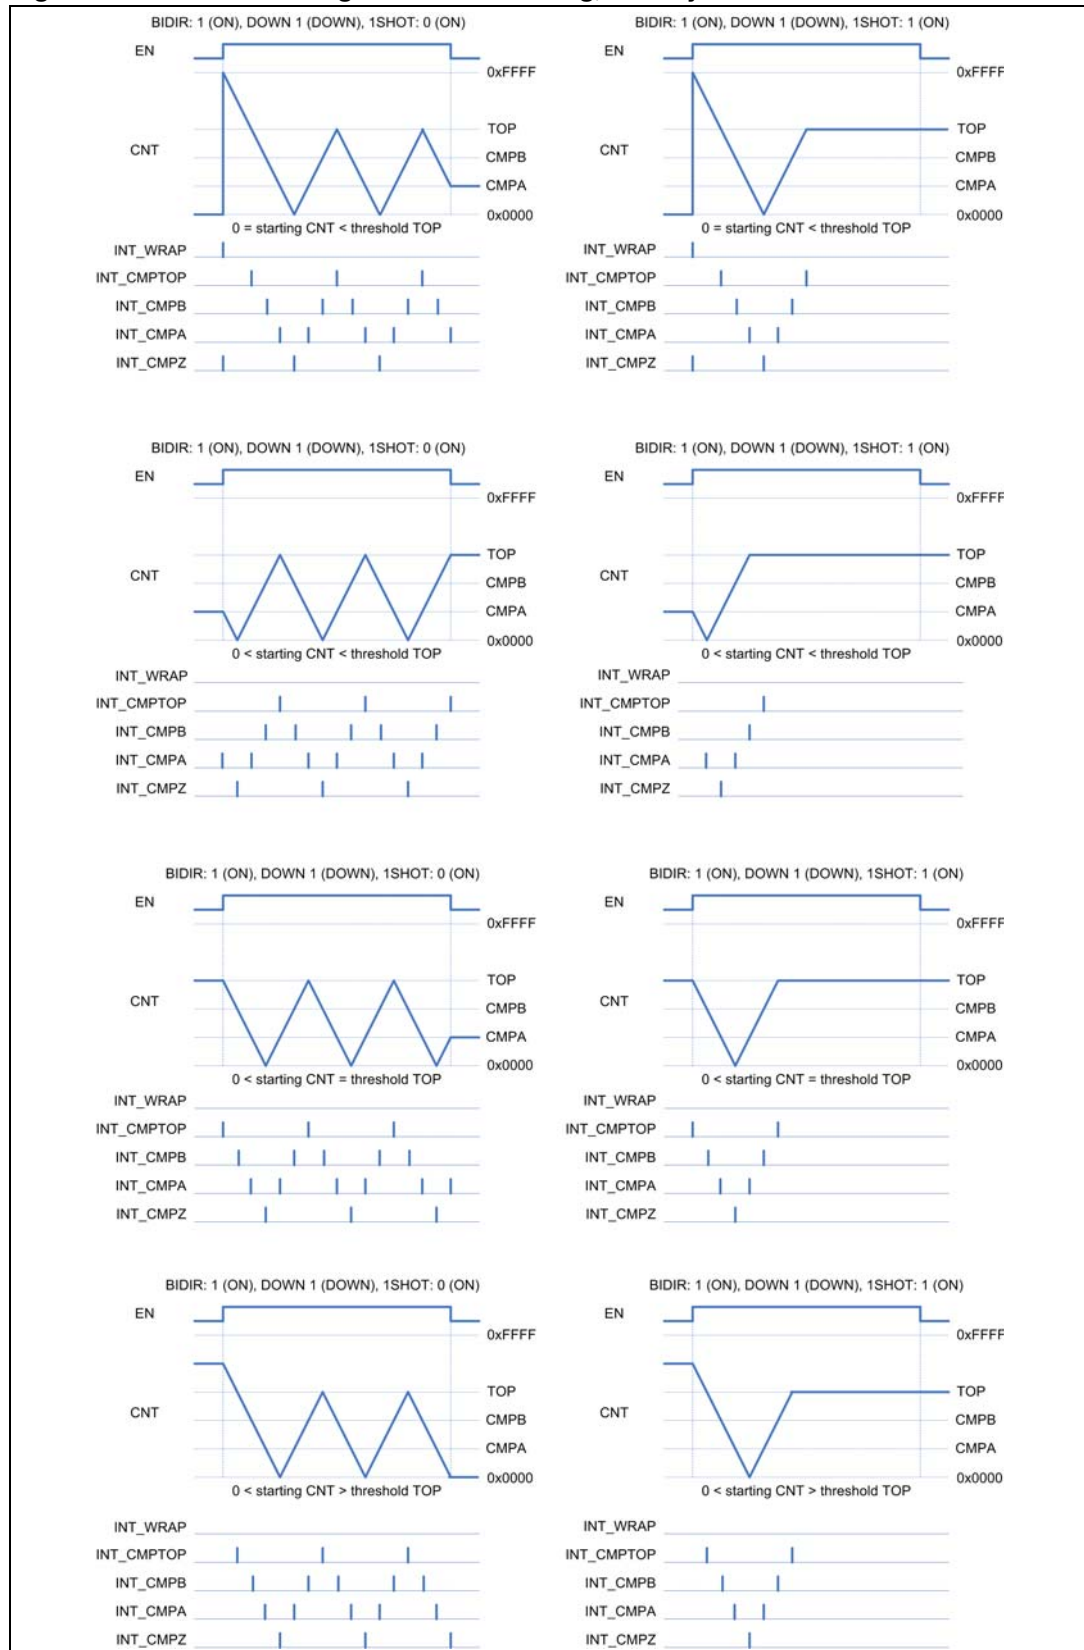 BIDIR: 1 (ON), DOWN 1 (DOWN), 1SHOT: 0 (ON)
EN
0xFFFF
TOP
CNT
CMPB
CMPA
0x0000
0 = starting CNT < threshold TOP
INT_WRAP
INT_CMPTOP
INT_CMPB
INT_CMPA
INT_CMPZ
BIDIR: 1 (ON), DOWN 1 (DOWN), 1SHOT: 1 (ON)
EN
0xFFFF
TOP
CNT
CMPB
CMPA
0x0000
0 = starting CNT < threshold TOP
INT_WRAP
INT_CMPTOP
INT_CMPB
INT_CMPA
INT_CMPZ
BIDIR: 1 (ON), DOWN 1 (DOWN), 1SHOT: 0 (ON)
EN
0xFFFF
TOP
CNT
CMPB
CMPA
0x0000
0 < starting CNT < threshold TOP
INT_WRAP
INT_CMPTOP
INT_CMPB
INT_CMPA
INT_CMPZ
BIDIR: 1 (ON), DOWN 1 (DOWN), 1SHOT: 1 (ON)
EN
0xFFFF
TOP
CNT
CMPB
CMPA
0x0000
0 < starting CNT < threshold TOP
INT_WRAP
INT_CMPTOP
INT_CMPB
INT_CMPA
INT_CMPZ
BIDIR: 1 (ON), DOWN 1 (DOWN), 1SHOT: 0 (ON)
EN
0xFFFF
TOP
CNT
CMPB
CMPA
0x0000
0 < starting CNT = threshold TOP
INT_WRAP
INT_CMPTOP
INT_CMPB
INT_CMPA
INT_CMPZ
BIDIR: 1 (ON), DOWN 1 (DOWN), 1SHOT: 1 (ON)
EN
0xFFFF
TOP
CNT
CMPB
CMPA
0x0000
0 < starting CNT = threshold TOP
INT_WRAP
INT_CMPTOP
INT_CMPB
INT_CMPA
INT_CMPZ
BIDIR: 1 (ON), DOWN 1 (DOWN), 1SHOT: 0 (ON)
EN
0xFFFF
TOP
CNT
CMPB
CMPA
0x0000
0 < starting CNT > threshold TOP
INT_WRAP
INT_CMPTOP
INT_CMPB
INT_CMPA
INT_CMPZ
BIDIR: 1 (ON), DOWN 1 (DOWN), 1SHOT: 1 (ON)
EN
0xFFFF
TOP
CNT
CMPB
CMPA
0x0000
0 < starting CNT > threshold TOP
INT_WRAP
INT_CMPTOP
INT_CMPB
INT_CMPA
INT_CMPZ